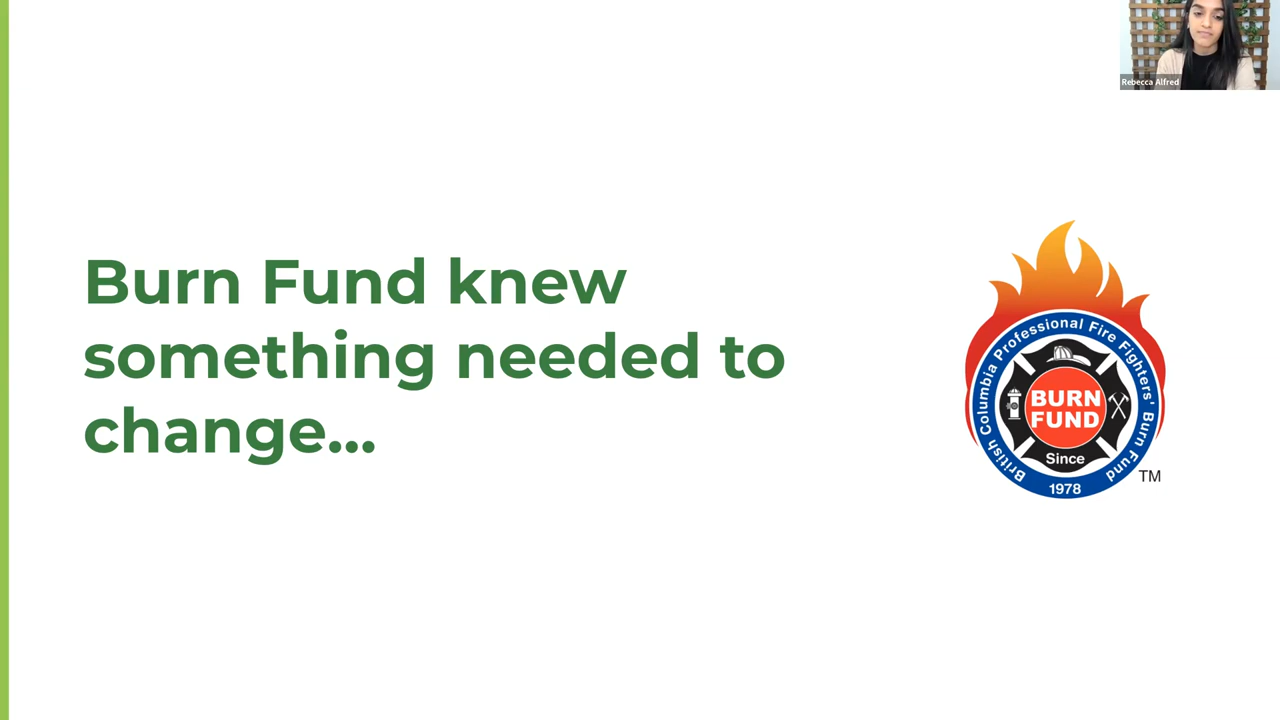 Rebecca Alfred
Burn Fund knew
something needed to
change...
British Columbia Professional Fire Fighters' Burn Fund
BURN
FUND
Since
1978
TM